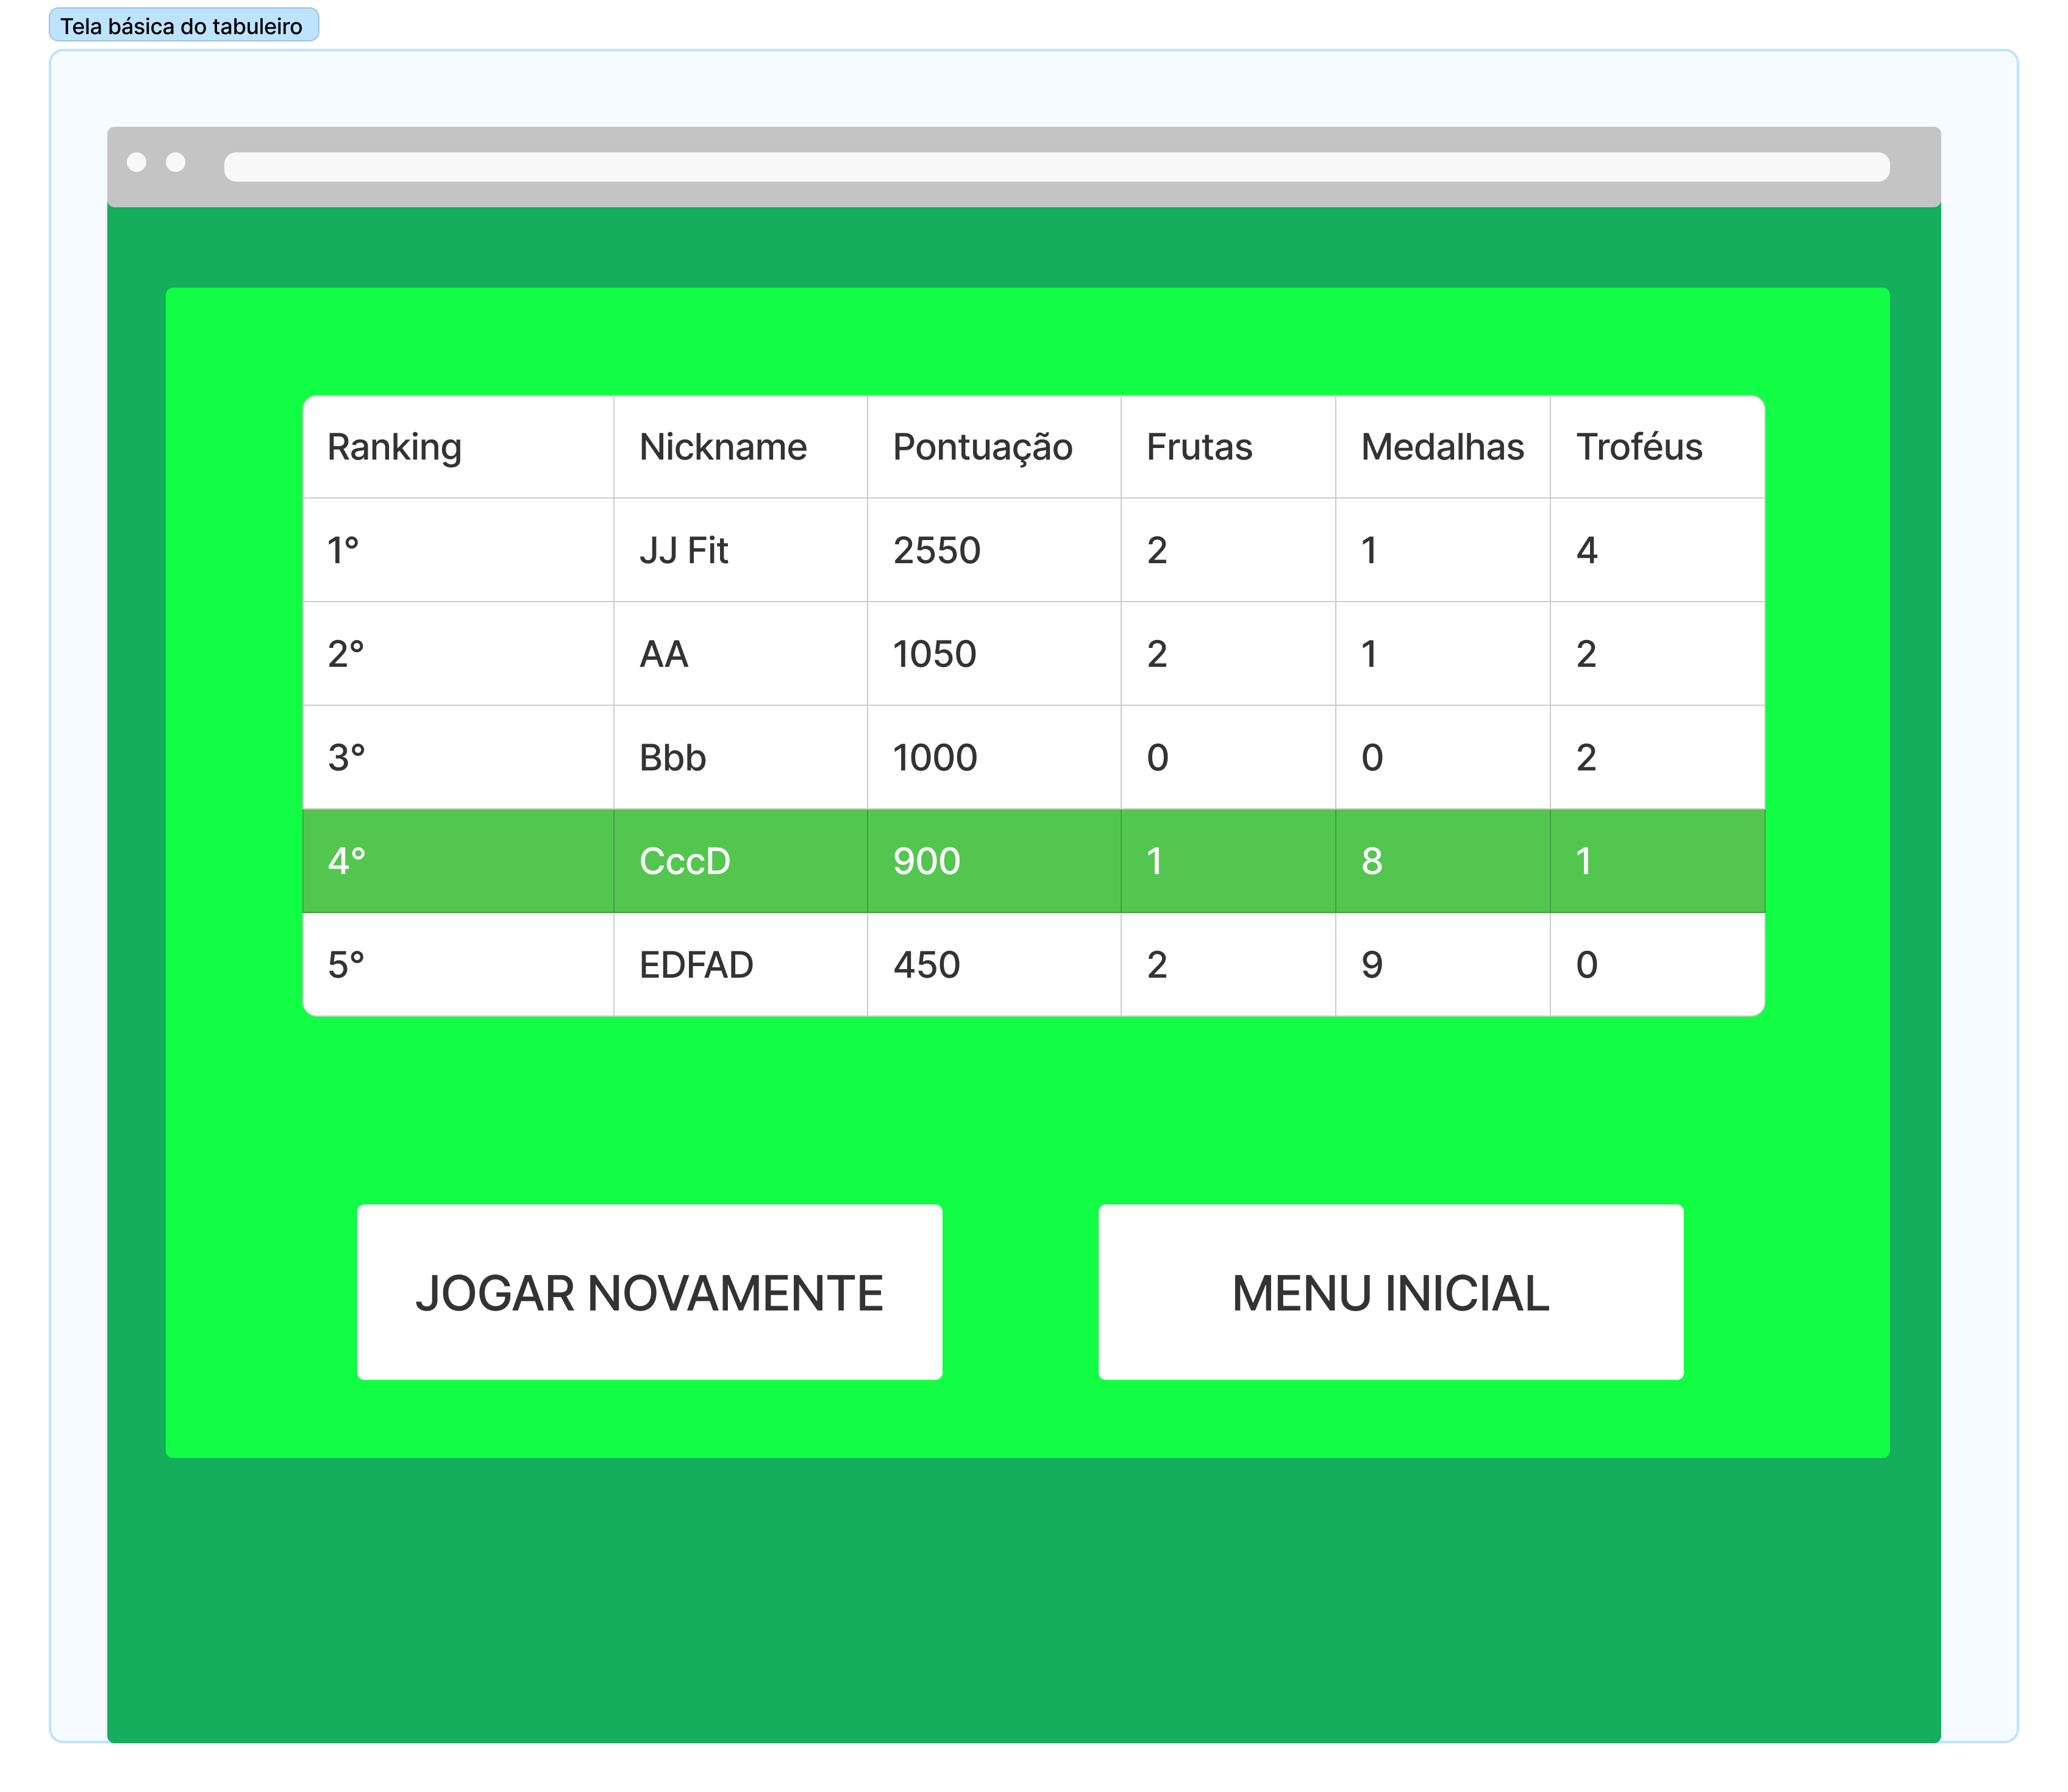 Tela básica do tabuleiro
Ranking Nickname Pontuação Frutas Medalhas Troféus
1° JJ Fit 2550 2 1 4
2° AA 1050 2 1 2
3° Bbb 1000 0 0 2
4° CccD 900 1 8 1
5° EDFAD 450 2 9 0
JOGAR NOVAMENTE MENU INICIAL